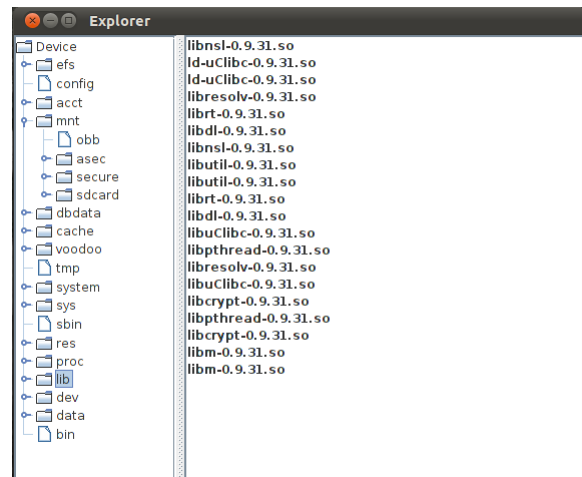 Explorer
Device
efs
config
acct
mnt
obb
asec
secure
sdcard
dbdata
cache
voodoo
tmp
system
sys
sbin
res
proc
lib
dev
data
bin
libnsl-0.9.31.so
ld-uClibc-0.9.31.so
ld-uClibc-0.9.31.so
libresolv-0.9.31.so
librt-0.9.31.so
libdl-0.9.31.so
libnsl-0.9.31.so
libutil-0.9.31.so
libutil-0.9.31.so
librt-0.9.31.so
libdl-0.9.31.so
libuClibc-0.9.31.so
libpthread-0.9.31.so
libresolv-0.9.31.so
libuClibc-0.9.31.so
libcrypt-0.9.31.so
libpthread-0.9.31.so
libcrypt-0.9.31.so
libm-0.9.31.so
libm-0.9.31.so